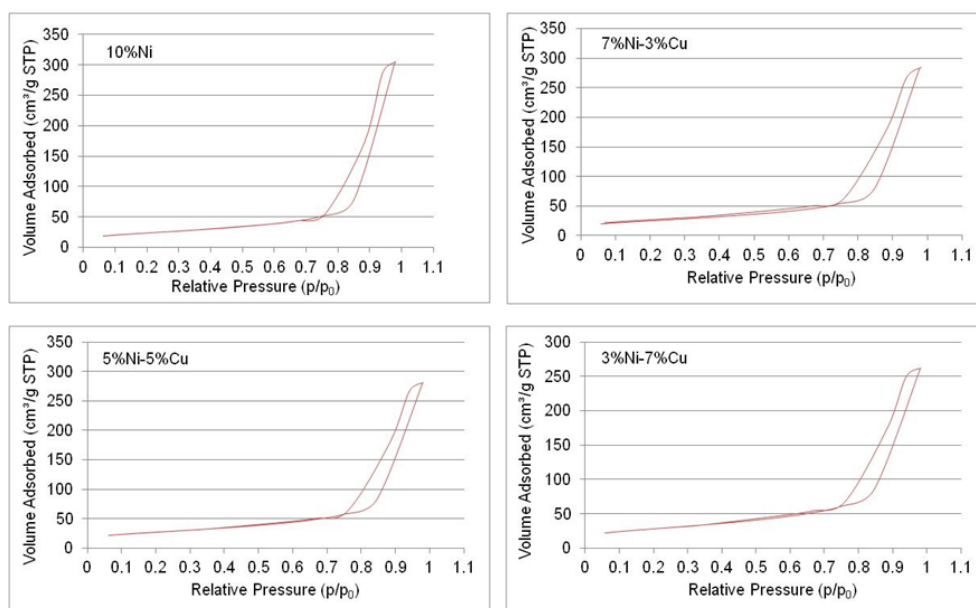 10%Ni
Volume Adsorbed (cm³/g STP)
350
300
250
200
150
100
50
0
0 0.1 0.2 0.3 0.4 0.5 0.6 0.7 0.8 0.9 1 1.1
Relative Pressure (p/p₀)
7%Ni-3%Cu
Volume Adsorbed (cm³/g STP)
350
300
250
200
150
100
50
0
0 0.1 0.2 0.3 0.4 0.5 0.6 0.7 0.8 0.9 1 1.1
Relative Pressure (p/p₀)
5%Ni-5%Cu
Volume Adsorbed (cm³/g STP)
350
300
250
200
150
100
50
0
0 0.1 0.2 0.3 0.4 0.5 0.6 0.7 0.8 0.9 1 1.1
Relative Pressure (p/p₀)
3%Ni-7%Cu
Volume Adsorbed (cm³/g STP)
300
250
200
150
100
50
0
0 0.1 0.2 0.3 0.4 0.5 0.6 0.7 0.8 0.9 1 1.1
Relative Pressure (p/p₀)